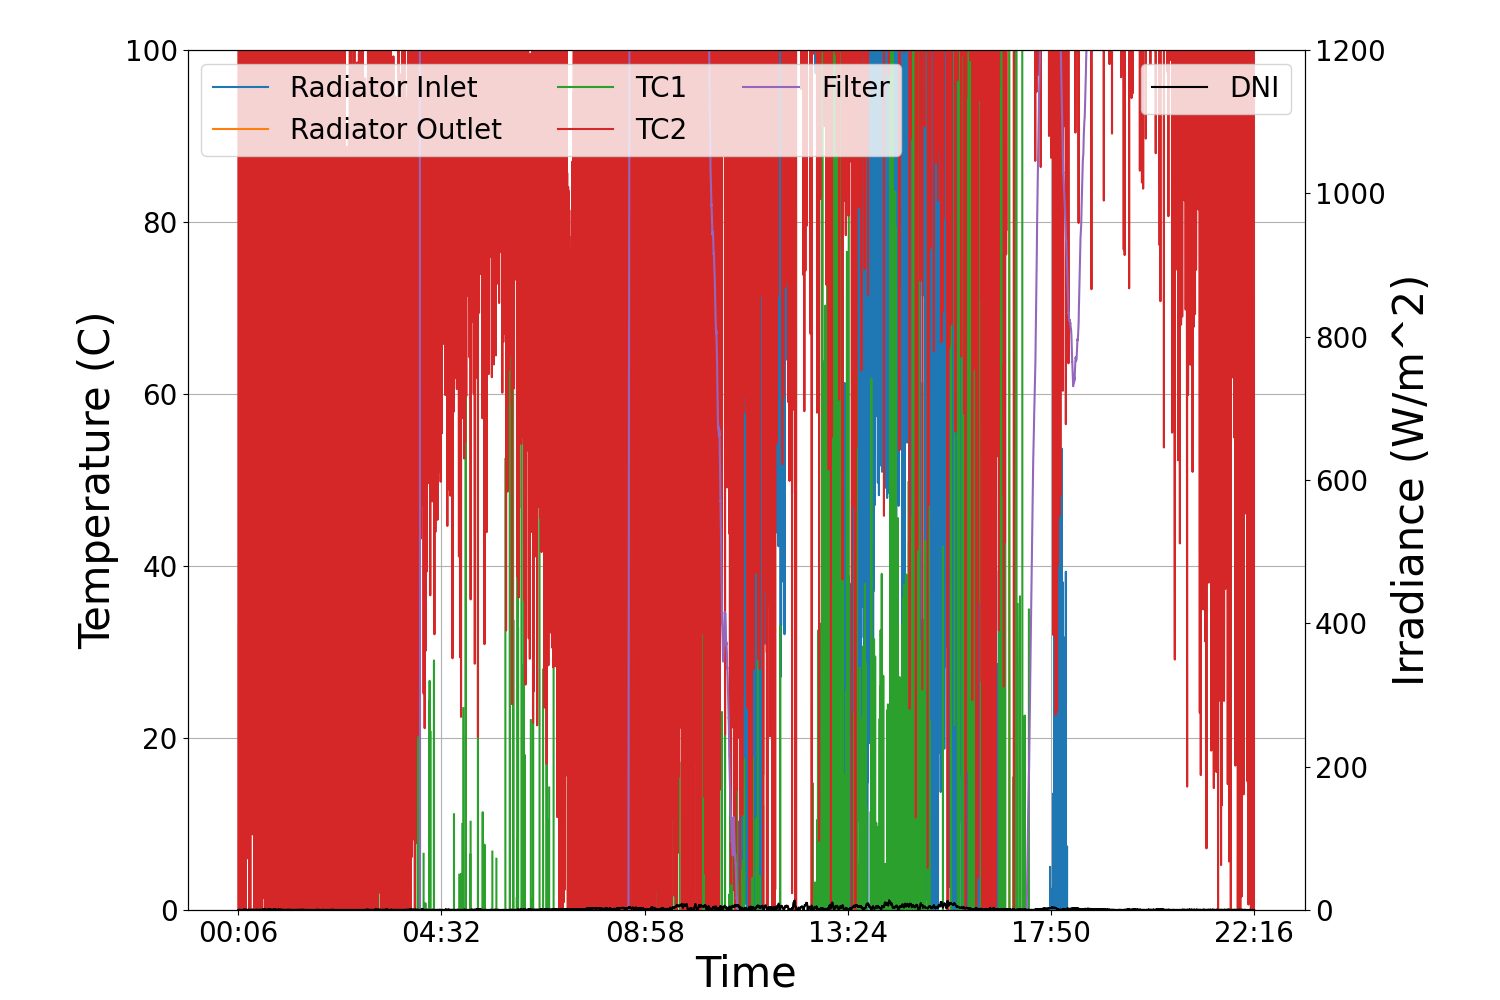 100
80
60
40
20
0
Temperature (C)
Radiator Inlet
Radiator Outlet
TC1
TC2
Filter
DNI
1200
1000
800
600
400
200
0
Irradiance (W/m^2)
00:06
04:32
08:58
13:24
17:50
22:16
Time